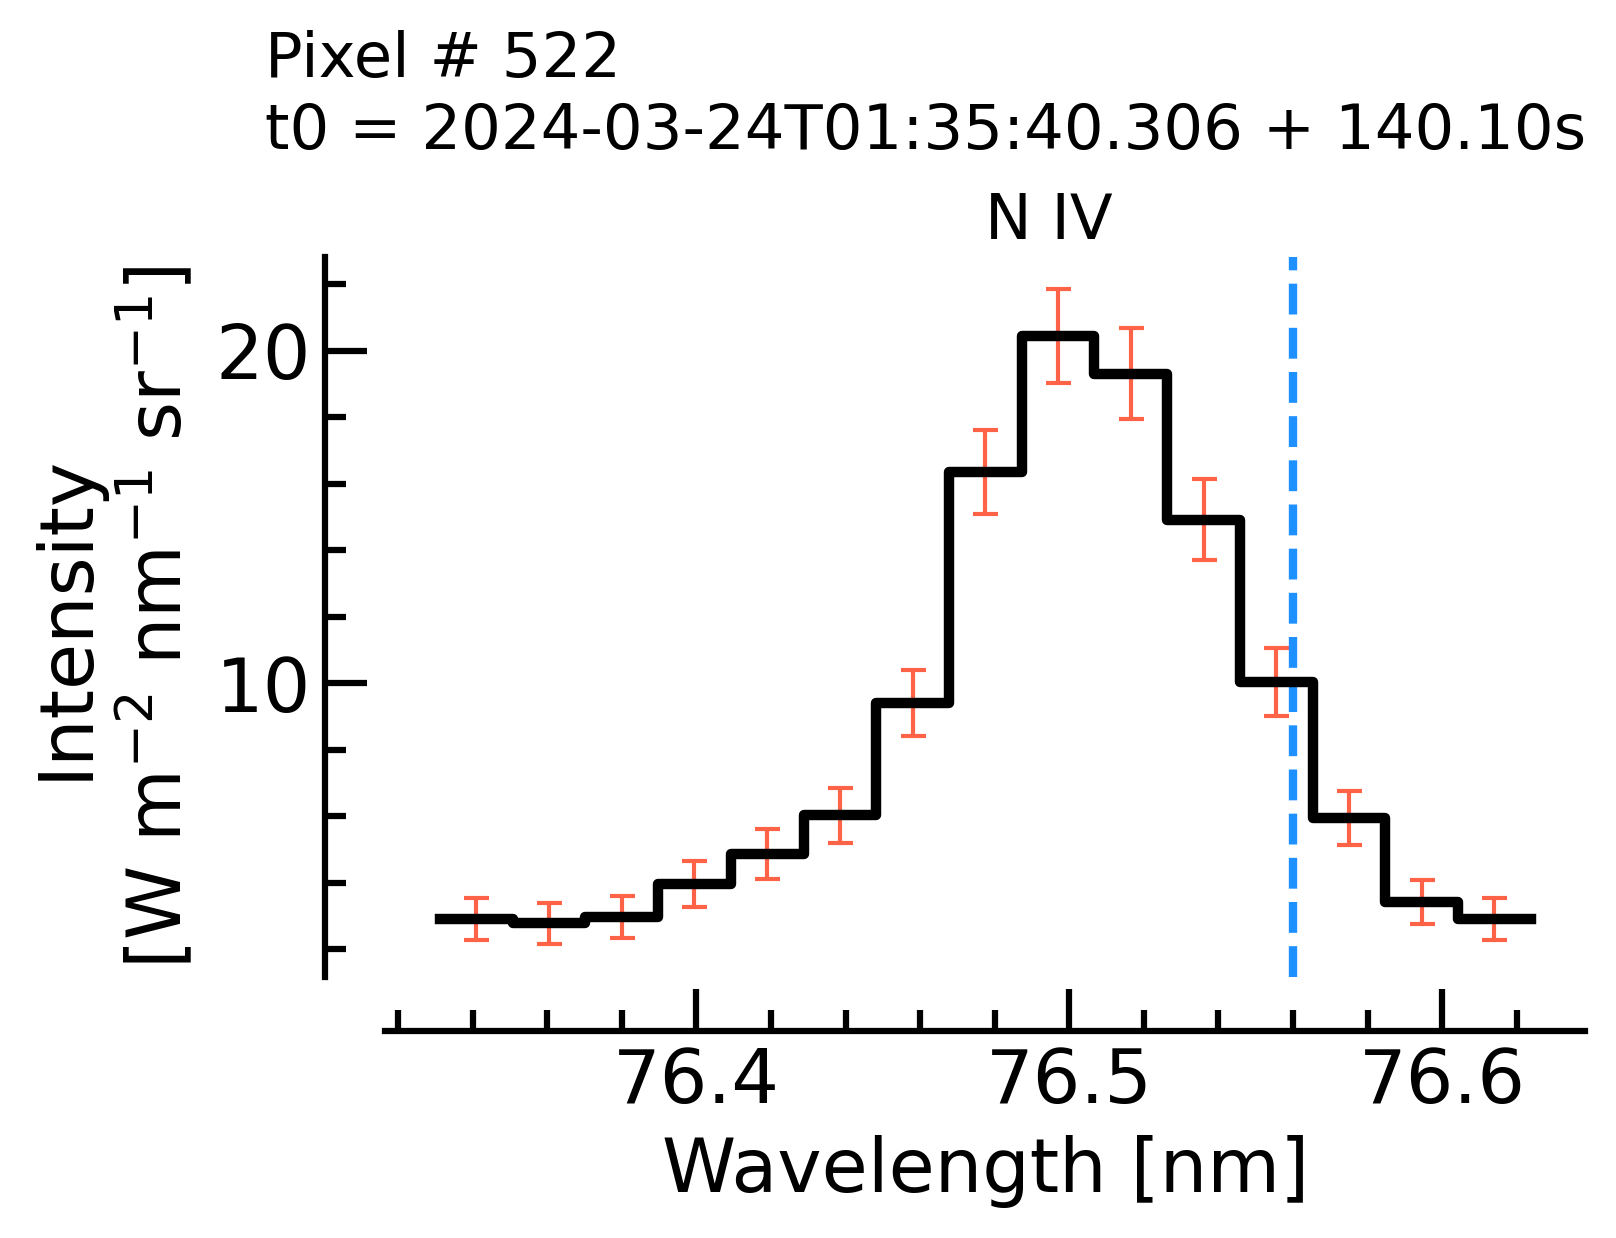 Pixel # 522
t0 = 2024-03-24T01:35:40.306 + 140.10s
N IV
Intensity
[W m⁻² nm⁻¹ sr⁻¹]
20
10
76.4 76.5 76.6
Wavelength [nm]